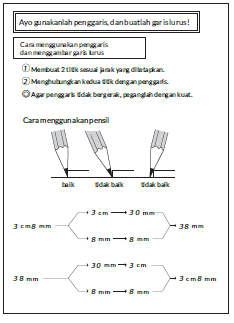 Ayo gunakanlah penggaris, dan buatlah garis lurus!
Cara menggunakan penggaris
dan menggambar garis lurus
① Membuat 2 titik sesuai jarak yang ditetapkan.
② Menghubungkan kedua titik dengan penggaris.
◎ Agar penggaris tidak bergerak, peganglah dengan kuat.
Cara menggunakan pensil
baik tidak baik tidak baik
3 cm → 30 mm
3 cm8 mm 38 mm
8 mm → 8 mm
30 mm → 3 cm
38 mm 3 cm 8 mm
8 mm → 8 mm